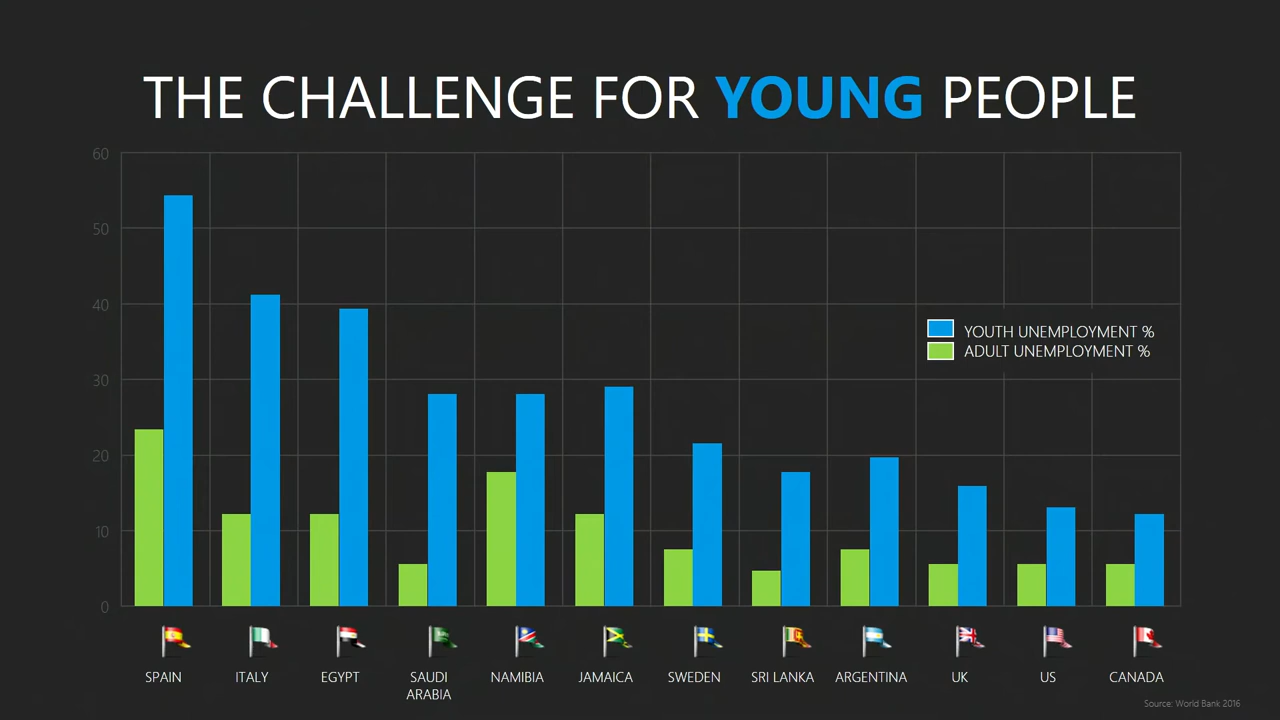 THE CHALLENGE FOR YOUNG PEOPLE
60
50
40
30
20
10
0
YOUTH UNEMPLOYMENT %
ADULT UNEMPLOYMENT %
SPAIN
ITALY
EGYPT
SAUDI
ARABIA
NAMIBIA
JAMAICA
SWEDEN
SRI LANKA
ARGENTINA
UK
US
CANADA
Source: World Bank 2016